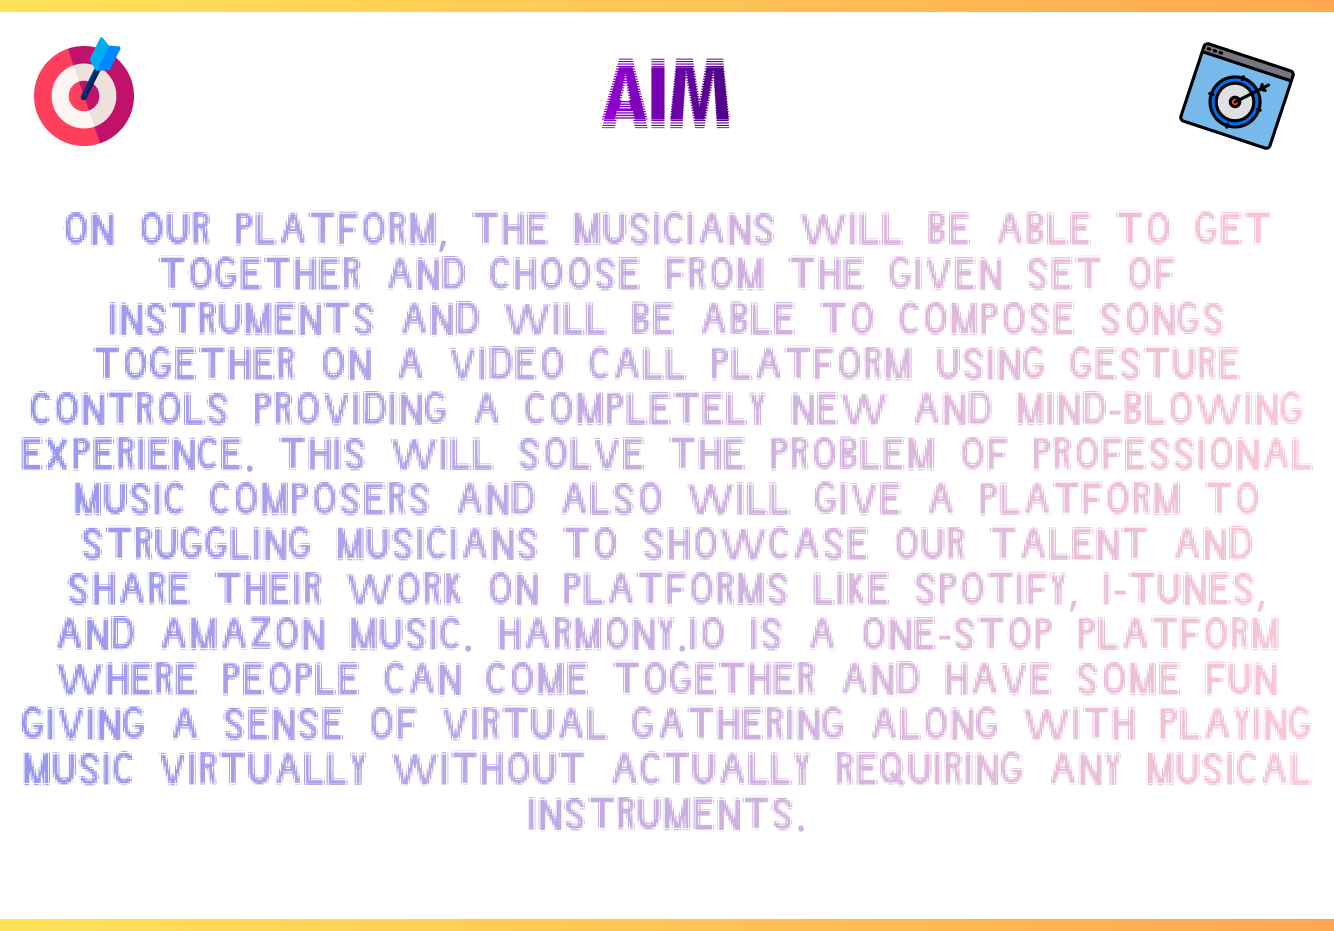 AIM
ON OUR PLATFORM, THE MUSICIANS WILL BE ABLE TO GET
TOGETHER AND CHOOSE FROM THE GIVEN SET OF
INSTRUMENTS AND WILL BE ABLE TO COMPOSE SONGS
TOGETHER ON A VIDEO CALL PLATFORM USING GESTURE
CONTROLS PROVIDING A COMPLETELY NEW AND MIND-BLOWING
EXPERIENCE. THIS WILL SOLVE THE PROBLEM OF PROFESSIONAL
MUSIC COMPOSERS AND ALSO WILL GIVE A PLATFORM TO
STRUGGLING MUSICIANS TO SHOWCASE OUR TALENT AND
SHARE THEIR WORK ON PLATFORMS LIKE SPOTIFY, I-TUNES,
AND AMAZON MUSIC. HARMONY.IO IS A ONE-STOP PLATFORM
WHERE PEOPLE CAN COME TOGETHER AND HAVE SOME FUN
GIVING A SENSE OF VIRTUAL GATHERING ALONG WITH PLAYING
MUSIC VIRTUALLY WITHOUT ACTUALLY REQUIRING ANY MUSICAL
INSTRUMENTS.